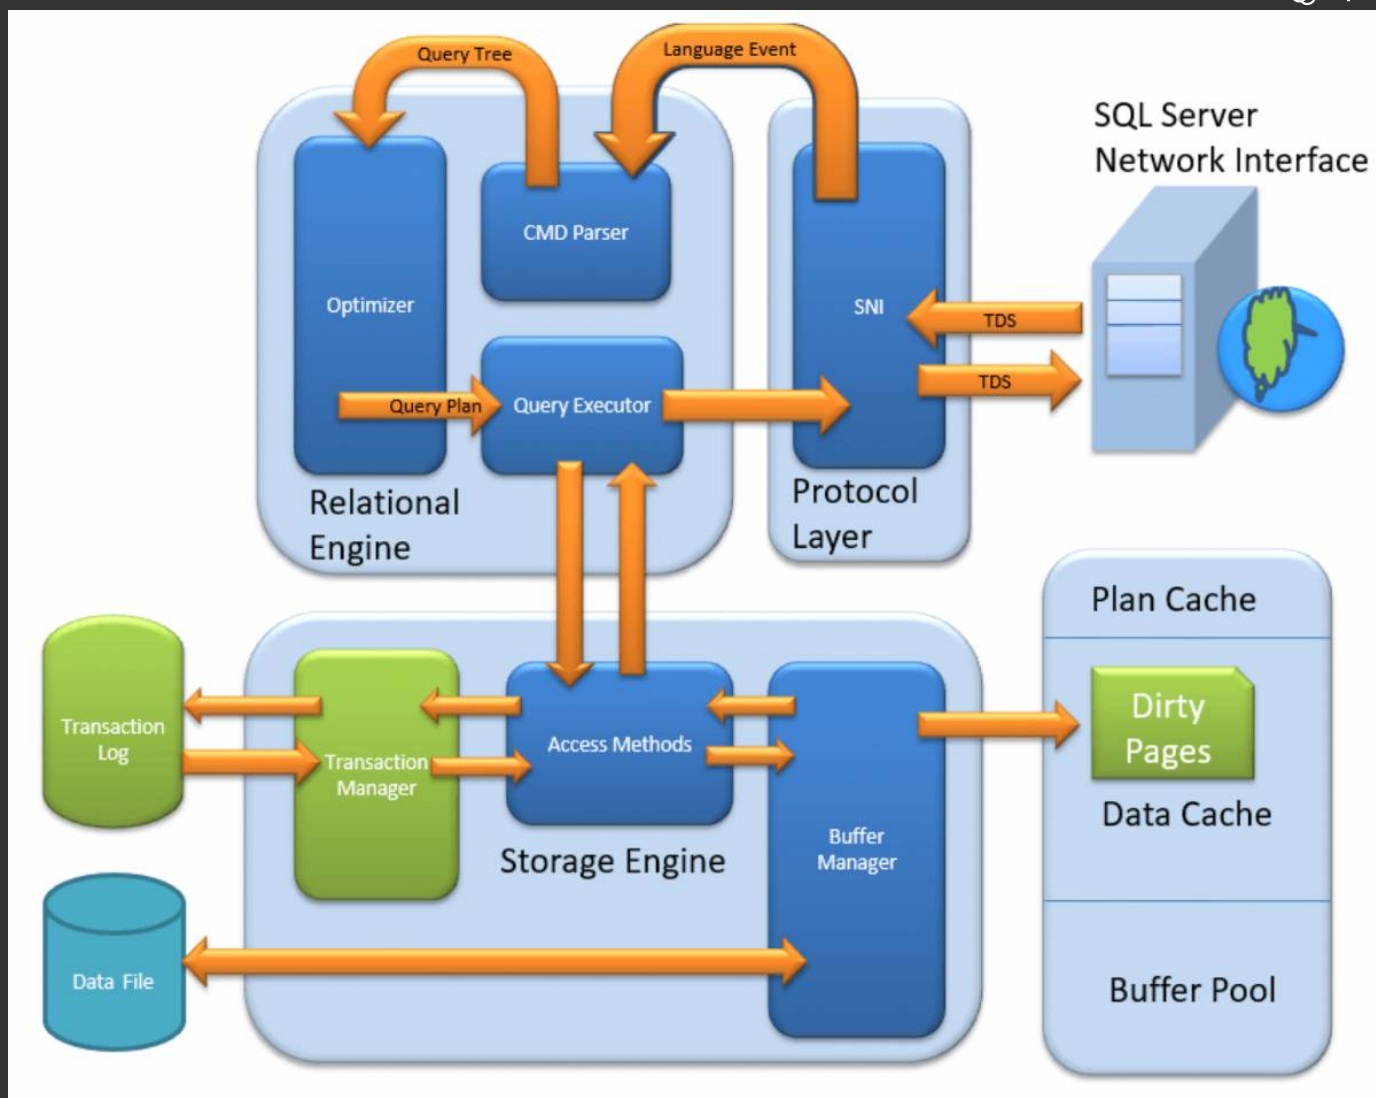 Query Tree
Language Event
SQL Server
Network Interface
CMD Parser
Optimizer
SNI
TDS
TDS
Query Plan
Query Executor
Relational
Engine
Protocol
Layer
Plan Cache
Transaction
Log
Transaction
Manager
Access Methods
Dirty
Pages
Data Cache
Storage Engine
Buffer
Manager
Data File
Buffer Pool